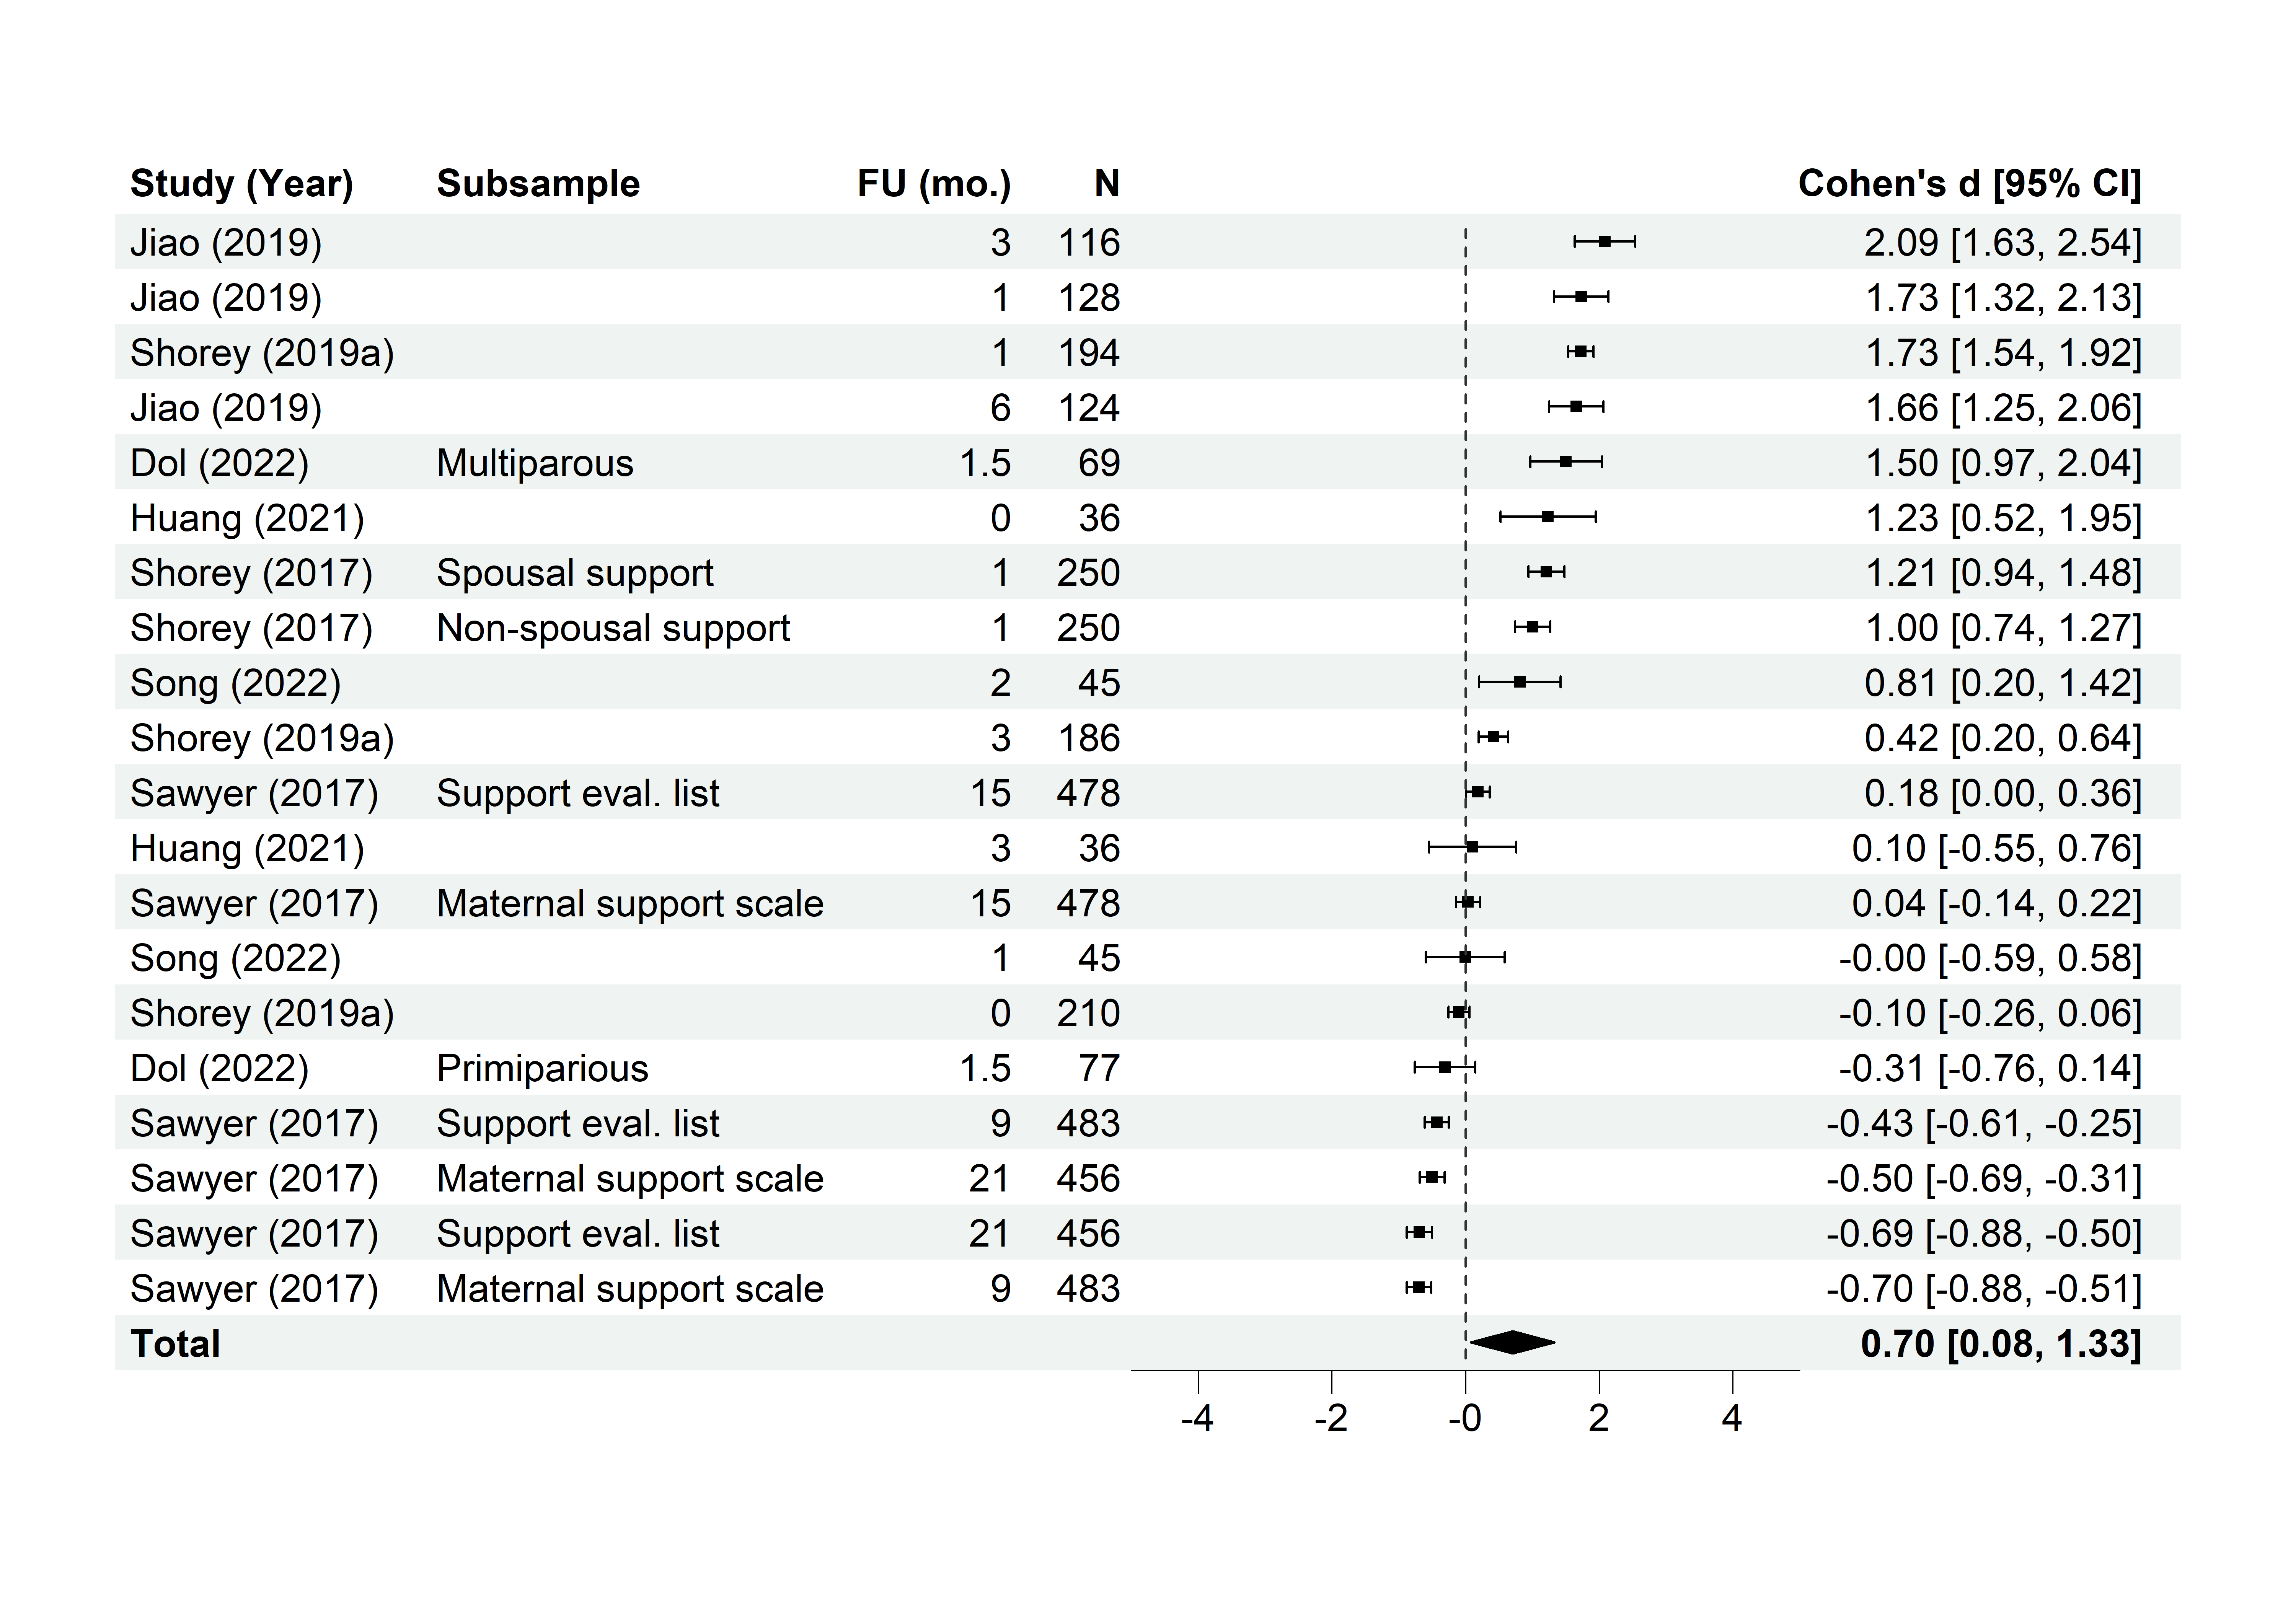 Study (Year) Subsample FU (mo.) N Cohen's d [95% CI]
Jiao (2019) 3 116 2.09 [1.63, 2.54]
Jiao (2019) 1 128 1.73 [1.32, 2.13]
Shorey (2019a) 1 194 1.73 [1.54, 1.92]
Jiao (2019) 6 124 1.66 [1.25, 2.06]
Dol (2022) Multiparous 1.5 69 1.50 [0.97, 2.04]
Huang (2021) 0 36 1.23 [0.52, 1.95]
Shorey (2017) Spousal support 1 250 1.21 [0.94, 1.48]
Shorey (2017) Non-spousal support 1 250 1.00 [0.74, 1.27]
Song (2022) 2 45 0.81 [0.20, 1.42]
Shorey (2019a) 3 186 0.42 [0.20, 0.64]
Sawyer (2017) Support eval. list 15 478 0.18 [0.00, 0.36]
Huang (2021) 3 36 0.10 [-0.55, 0.76]
Sawyer (2017) Maternal support scale 15 478 0.04 [-0.14, 0.22]
Song (2022) 1 45 -0.00 [-0.59, 0.58]
Shorey (2019a) 0 210 -0.10 [-0.26, 0.06]
Dol (2022) Primiparious 1.5 77 -0.31 [-0.76, 0.14]
Sawyer (2017) Support eval. list 9 483 -0.43 [-0.61, -0.25]
Sawyer (2017) Maternal support scale 21 456 -0.50 [-0.69, -0.31]
Sawyer (2017) Support eval. list 21 456 -0.69 [-0.88, -0.50]
Sawyer (2017) Maternal support scale 9 483 -0.70 [-0.88, -0.51]
Total 0.70 [0.08, 1.33]
-4 -2 -0 2 4